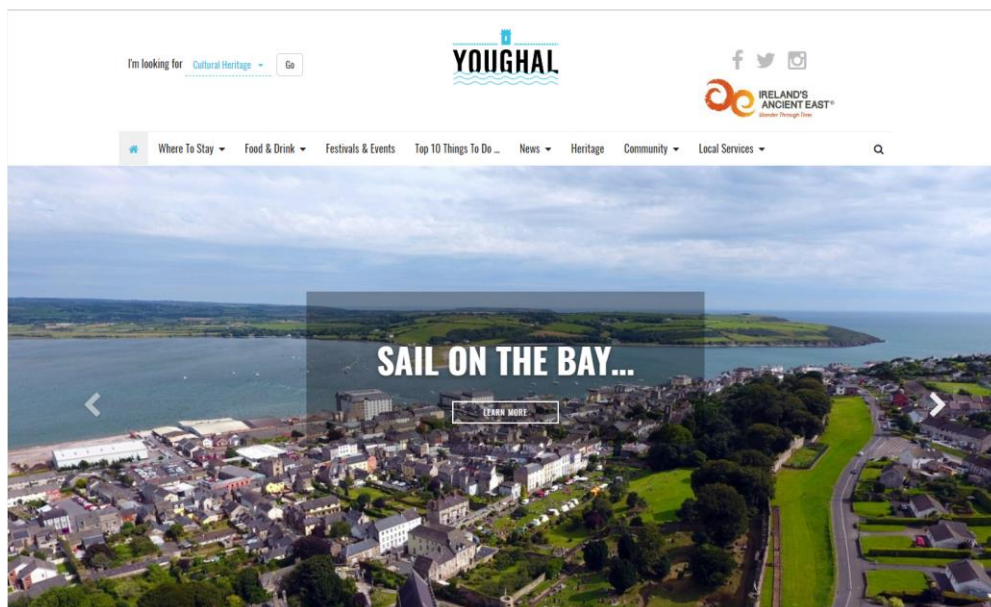 I'm looking for Cultural Heritage Go
YOUGHAL
IRELAND'S
ANCIENT EAST®
Wander Through Time
Where To Stay Food & Drink Festivals & Events Top 10 Things To Do ... News Heritage Community Local Services
SAIL ON THE BAY...
LEARN MORE